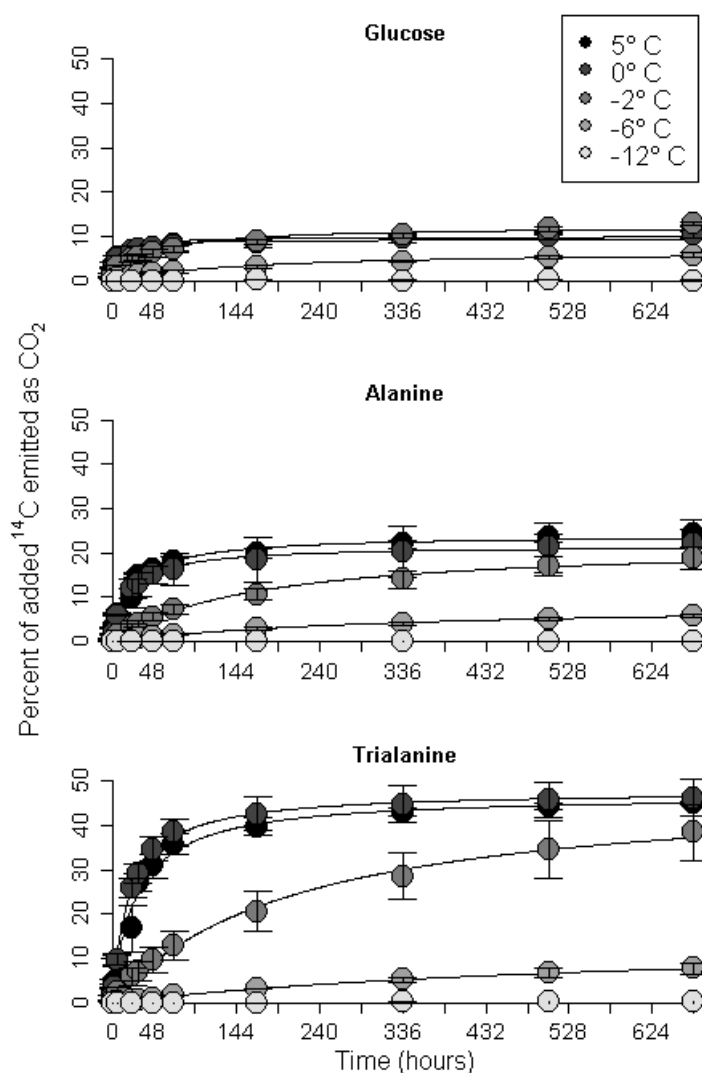 Glucose
5° C
0° C
-2° C
-6° C
-12° C
0 10 20 30 40 50
0 48 144 240 336 432 528 624
Alanine
0 10 20 30 40 50
0 48 144 240 336 432 528 624
Trialanine
0 10 20 30 40 50
0 48 144 240 336 432 528 624
Percent of added ¹⁴C emitted as CO₂
Time (hours)